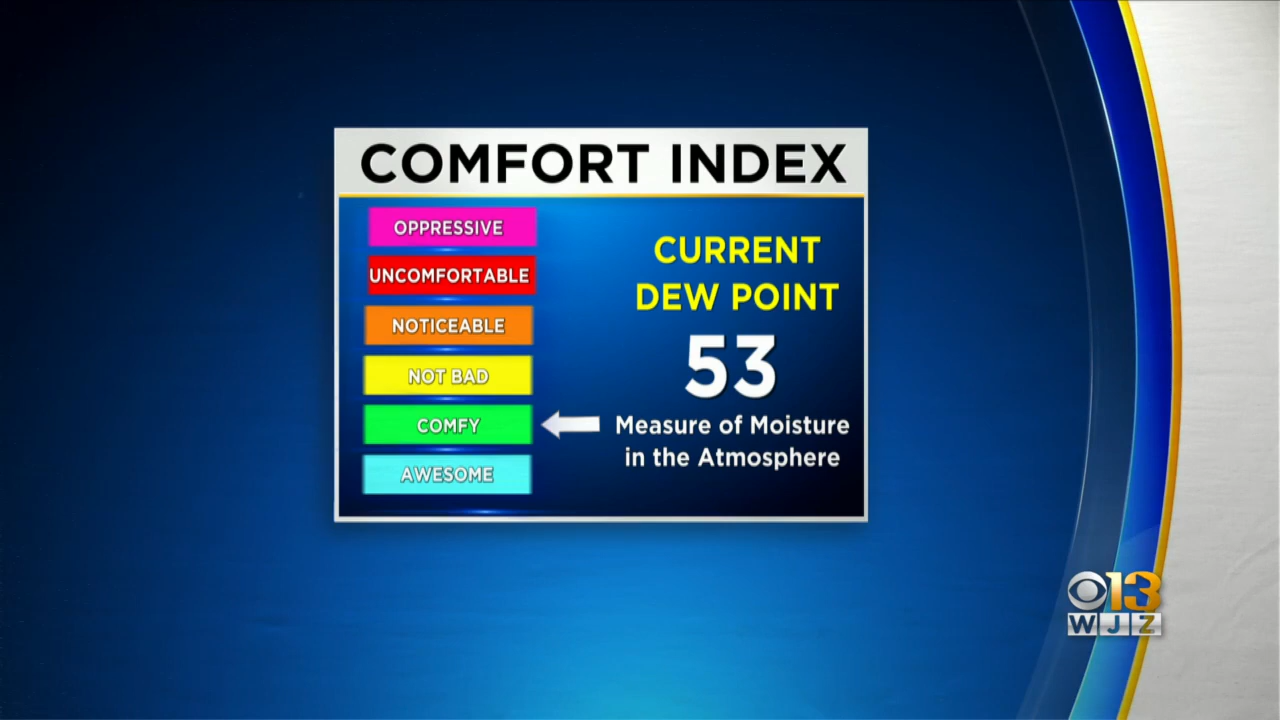 COMFORT INDEX
OPPRESSIVE
UNCOMFORTABLE
NOTICEABLE
NOT BAD
COMFY
AWESOME
CURRENT
DEW POINT
53
Measure of Moisture
in the Atmosphere
13
WJZ